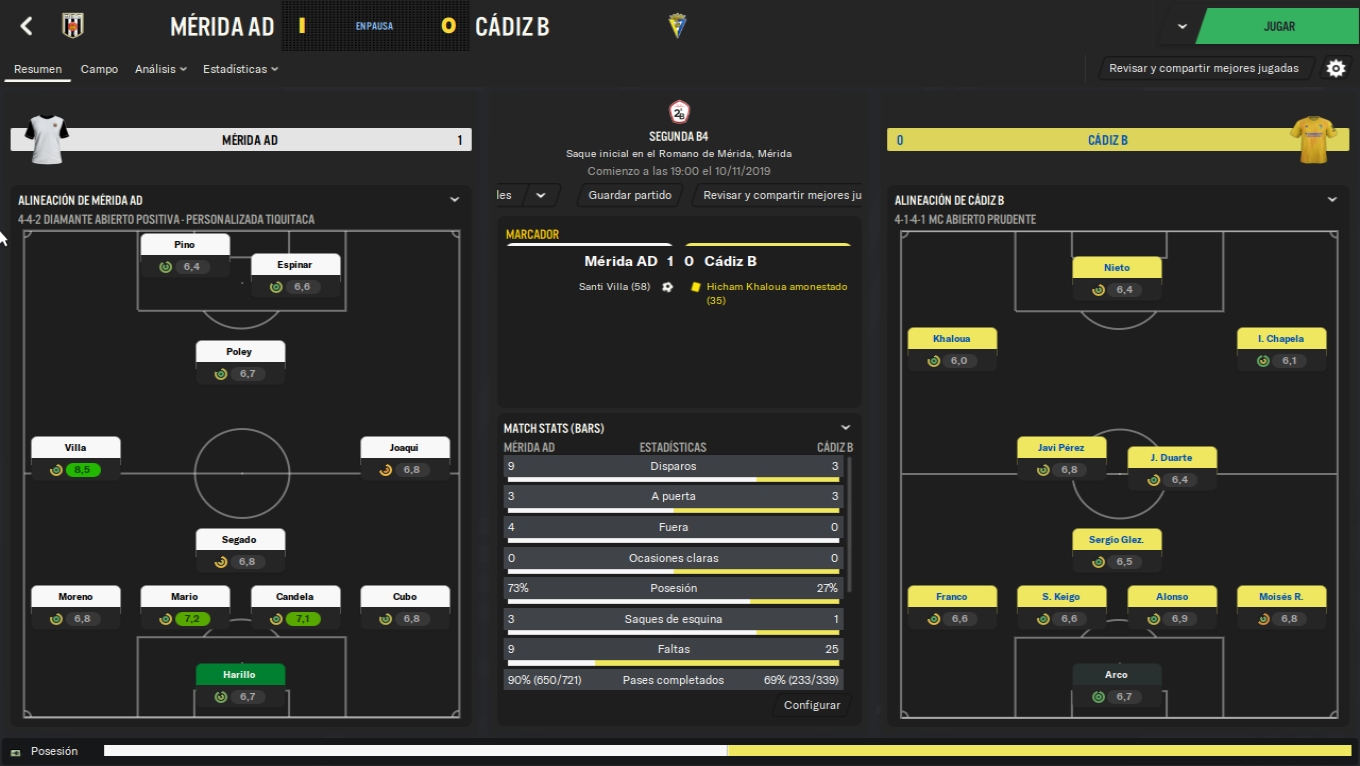 MÉRIDA AD 1 EN PAUSA 0 CÁDIZ B
JUGAR
Resumen Campo Análisis Estadísticas
Revisar y compartir mejores jugadas
MÉRIDA AD 1
ALINEACIÓN DE MÉRIDA AD
4-4-2 DIAMANTE ABIERTO POSITIVA - PERSONALIZADA TIQUITACA
Pino
6,4
Espinar
6,6
Poley
6,7
Villa
8,5
Joaqui
6,8
Segado
6,8
Moreno
6,8
Mario
7,2
Candela
7,1
Cubo
6,8
Harillo
6,7
2ªB
SEGUNDA B4
Saque inicial en el Romano de Mérida, Mérida
Comienzo a las 19:00 el 10/11/2019
les
Guardar partido
Revisar y compartir mejores ju
MARCADOR
Mérida AD 1 0 Cádiz B
Santi Villa (58)
Hicham Khaloua amonestado
(35)
MATCH STATS (BARS)
MÉRIDA AD ESTADÍSTICAS CÁDIZ B
9 Disparos 3
3 A puerta 3
4 Fuera 0
0 Ocasiones claras 0
73% Posesión 27%
3 Saques de esquina 1
9 Faltas 25
90% (650/721) Pases completados 69% (233/339)
Configurar
0 CÁDIZ B
ALINEACIÓN DE CÁDIZ B
4-1-4-1 MC ABIERTO PRUDENTE
Nieto
6,4
Khaloua
6,0
I. Chapela
6,1
Javi Pérez
6,8
J. Duarte
6,4
Sergio Glez.
6,5
Franco
6,6
S. Keigo
6,6
Alonso
6,9
Moisés R.
6,8
Arco
6,7
Posesión